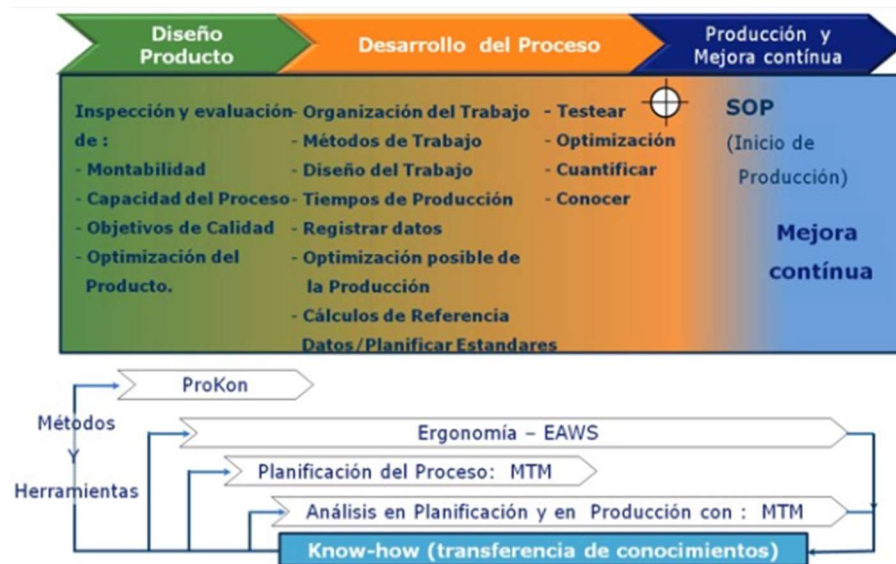 Diseño
Producto
Desarrollo del Proceso
Producción y
Mejora contínua
Inspección y evaluación
de :
- Montabilidad
- Capacidad del Proceso
- Objetivos de Calidad
- Optimización del
Producto.
- Organización del Trabajo
- Métodos de Trabajo
- Diseño del Trabajo
- Tiempos de Producción
- Registrar datos
- Optimización posible de
la Producción
- Cálculos de Referencia
Datos/Planificar Estandares
- Testear
- Optimización
- Cuantificar
- Conocer
SOP
(Inicio de
Producción)
Mejora
contínua
Métodos
Y
Herramientas
ProKon
Ergonomía – EAWS
Planificación del Proceso: MTM
Análisis en Planificación y en Producción con : MTM
Know-how (transferencia de conocimientos)